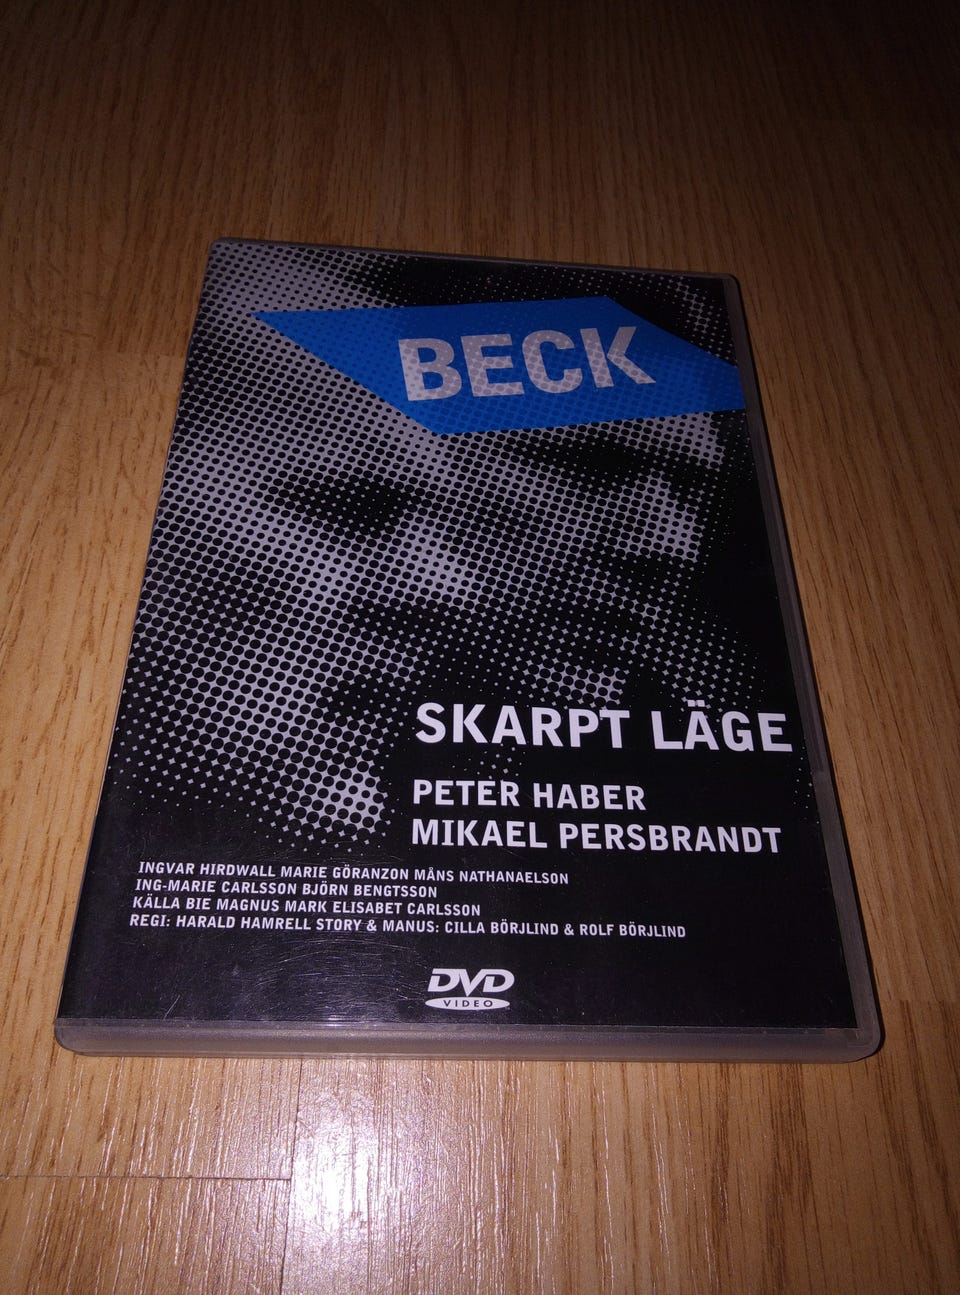 BECK
SKARPT LÄGE
PETER HABER
MIKAEL PERSBRANDT
INGVAR HIRDWALL MARIE GÖRANZON MÅNS NATHANAELSON
ING-MARIE CARLSSON BJÖRN BENGTSSON
KÄLLA BIE MAGNUS MARK ELISABET CARLSSON
REGI: HARALD HAMRELL STORY & MANUS: CILLA BÖRJLIND & ROLF BÖRJLIND
DVD
VIDEO